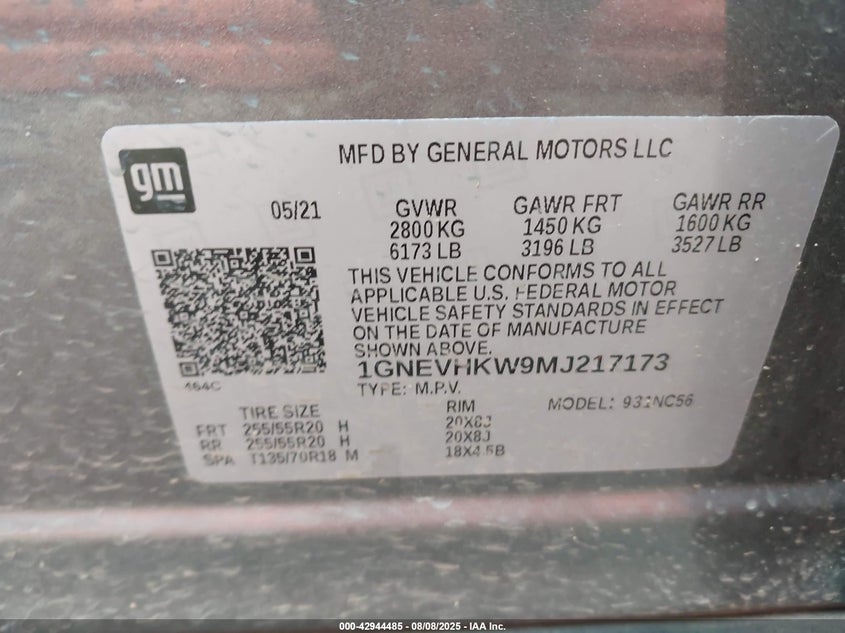 gm
MFD BY GENERAL MOTORS LLC
05/21
GVWR GAWR FRT GAWR RR
2800 KG 1450 KG 1600 KG
6173 LB 3196 LB 3527 LB
THIS VEHICLE CONFORMS TO ALL
APPLICABLE U.S. FEDERAL MOTOR
VEHICLE SAFETY STANDARDS IN EFFECT
ON THE DATE OF MANUFACTURE
SHOWN ABOVE.
1GNEVHKW9MJ217173
TYPE: M.P.V.
MODEL:
TIRE SIZE RIM
FRT 255/55R20 H 20X8J
RR 255/55R20 H 20X8J
SPA T135/70R18 M 18X4.5B
000-42944485 - 08/08/2025 - IAA Inc.